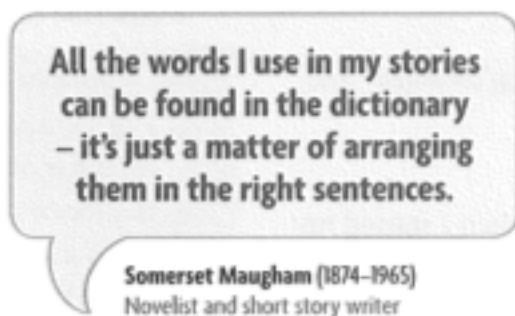 All the words I use in my stories
can be found in the dictionary
– it's just a matter of arranging
them in the right sentences.
Somerset Maugham (1874–1965)
Novelist and short story writer